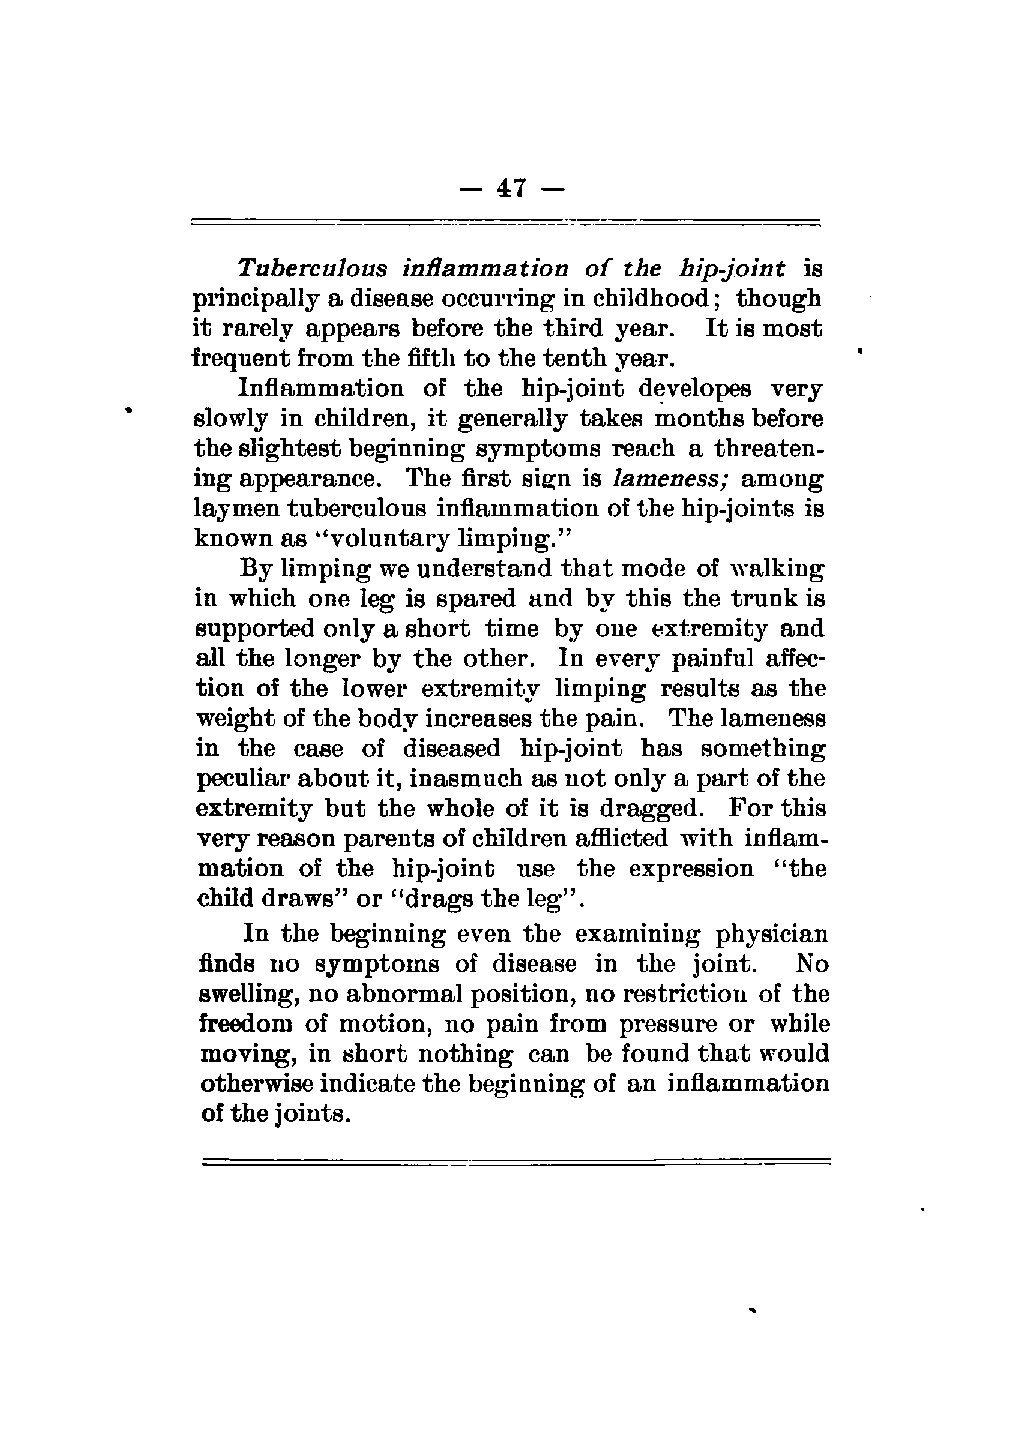 — 47 —
Tuberculous inflammation of the hip-joint is
principally a disease occurring in childhood; though
it rarely appears before the third year. It is most
frequent from the fifth to the tenth year.
Inflammation of the hip-joint developes very
slowly in children, it generally takes months before
the slightest beginning symptoms reach a threaten-
ing appearance. The first sign is lameness; among
laymen tuberculous inflammation of the hip-joints is
known as “voluntary limping.”
By limping we understand that mode of walking
in which one leg is spared and by this the trunk is
supported only a short time by one extremity and
all the longer by the other. In every painful affec-
tion of the lower extremity limping results as the
weight of the body increases the pain. The lameness
in the case of diseased hip-joint has something
peculiar about it, inasmuch as not only a part of the
extremity but the whole of it is dragged. For this
very reason parents of children afflicted with inflam-
mation of the hip-joint use the expression “the
child draws” or “drags the leg”.
In the beginning even the examining physician
finds no symptoms of disease in the joint. No
swelling, no abnormal position, no restriction of the
freedom of motion, no pain from pressure or while
moving, in short nothing can be found that would
otherwise indicate the beginning of an inflammation
of the joints.